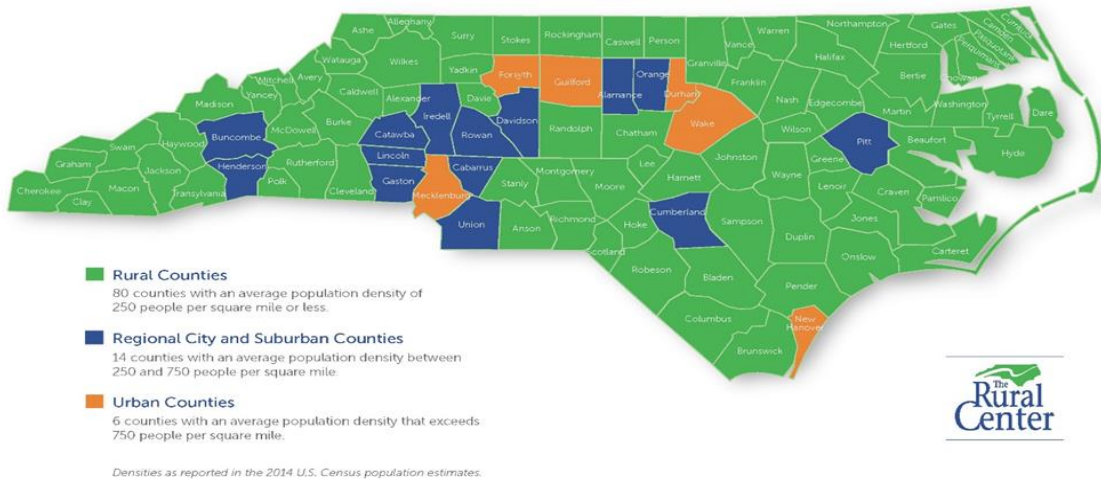 Alleghany
Ashe
Surry
Stokes
Rockingham
Caswell
Person
Granville
Vance
Warren
Northampton
Gates
Currituck
Camden
Pasquotank
Perquimans
Hertford
Halifax
Watauga
Wilkes
Yadkin
Forsyth
Guilford
Alamance
Orange
Durham
Franklin
Bertie
Mitchell
Avery
Yancey
Caldwell
Alexander
Davie
Iredell
Davidson
Nash
Edgecombe
Martin
Washington
Tyrrell
Dare
Madison
Burke
McDowell
Catawba
Rowan
Randolph
Chatham
Wake
Wilson
Pitt
Beaufort
Hyde
Buncombe
Haywood
Swain
Graham
Lincoln
Cabarrus
Lee
Johnston
Greene
Henderson
Rutherford
Polk
Cleveland
Gaston
Mecklenburg
Stanly
Montgomery
Moore
Harnett
Wayne
Lenoir
Craven
Pamlico
Cherokee
Macon
Jackson
Transylvania
Clay
Union
Anson
Richmond
Hoke
Cumberland
Sampson
Duplin
Jones
Carteret
Onslow
Scotland
Robeson
Bladen
Pender
Columbus
New
Hanover
Brunswick
Rural Counties
80 counties with an average population density of
250 people per square mile or less.
Regional City and Suburban Counties
14 counties with an average population density between
250 and 750 people per square mile
Urban Counties
6 counties with an average population density that exceeds
750 people per square mile.
Densities as reported in the 2014 U.S. Census population estimates.
The
Rural
Center